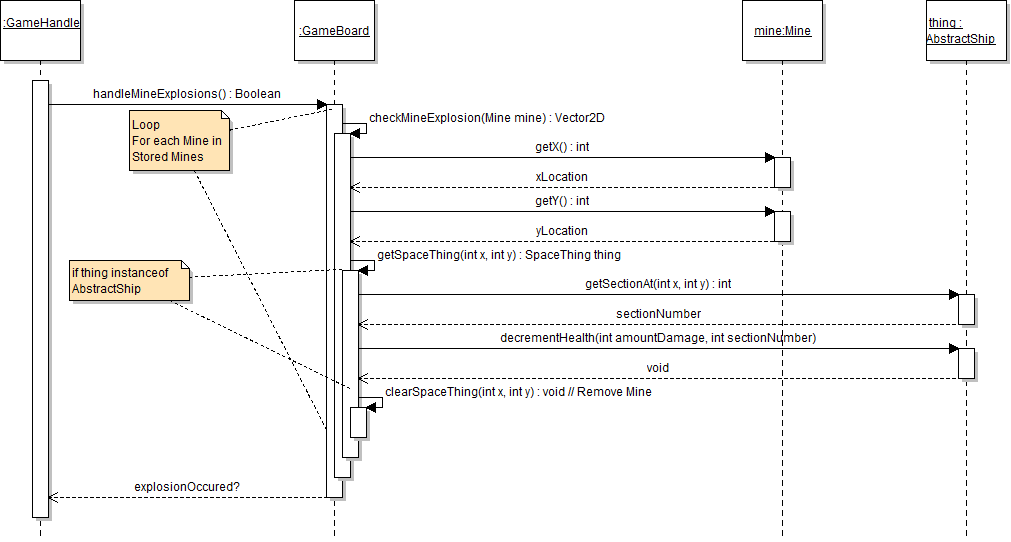 :GameHandle
:GameBoard
mine:Mine
thing :
AbstractShip
handleMineExplosions() : Boolean
Loop
For each Mine in
Stored Mines
checkMineExplosion(Mine mine) : Vector2D
getX() : int
xLocation
getY() : int
yLocation
getSpaceThing(int x, int y) : SpaceThing thing
if thing instanceof
AbstractShip
getSectionAt(int x, int y) : int
sectionNumber
decrementHealth(int amountDamage, int sectionNumber)
void
clearSpaceThing(int x, int y) : void // Remove Mine
explosionOccured?